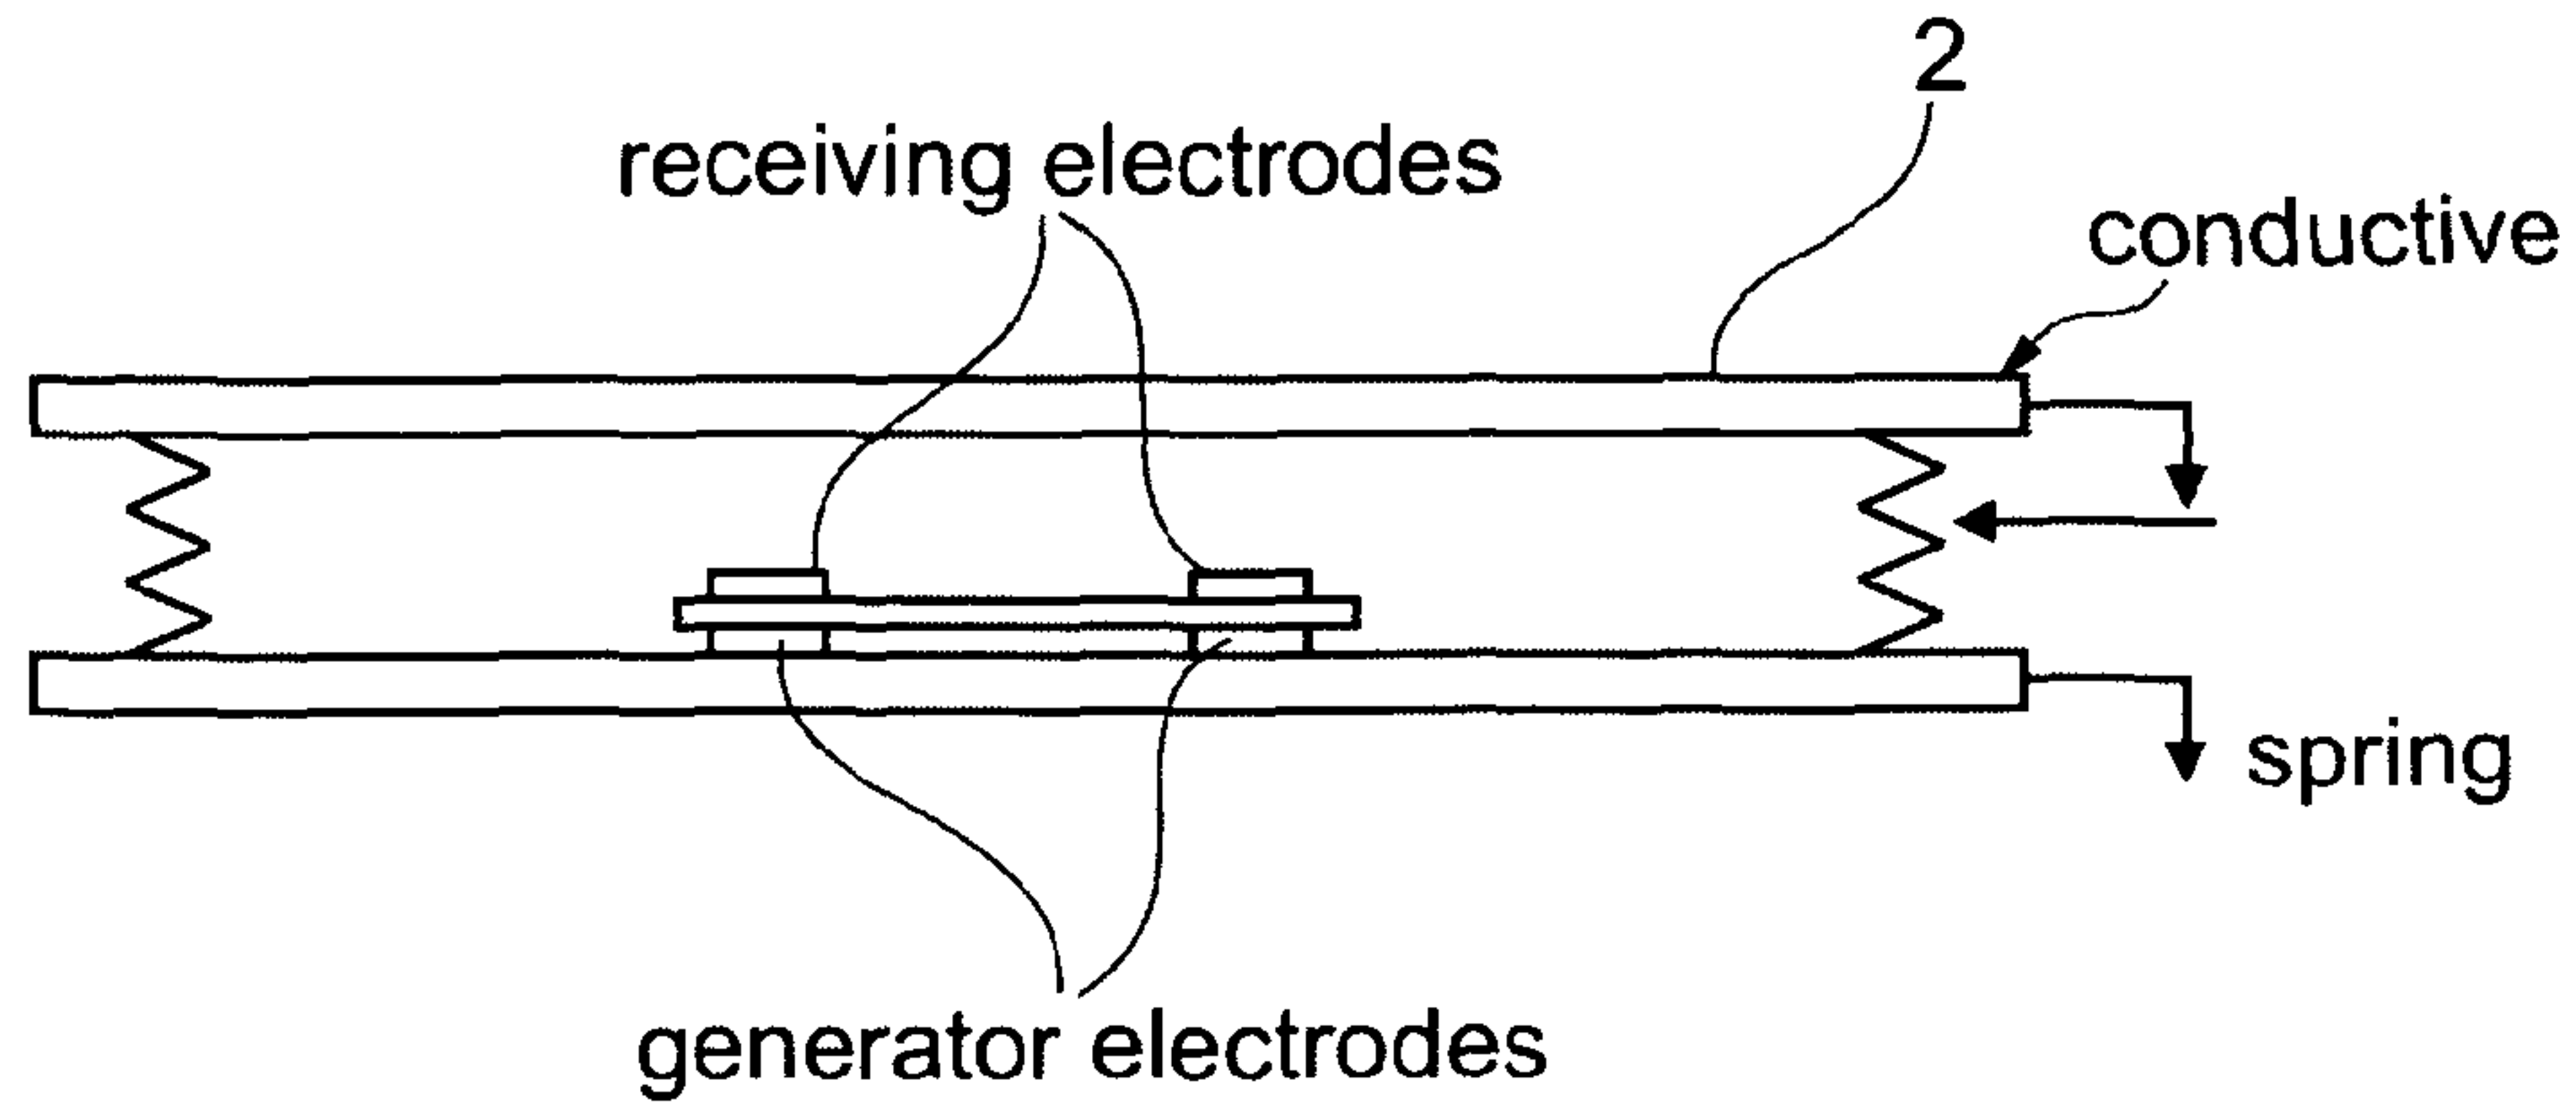 2
receiving electrodes
conductive
spring
generator electrodes